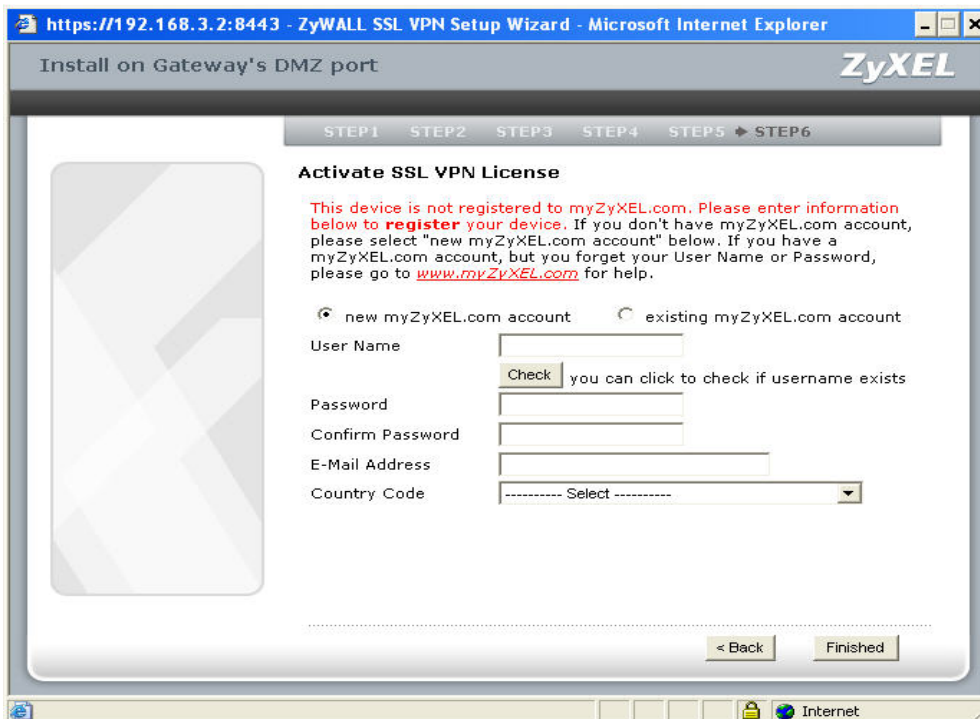 https://192.168.3.2:8443 - ZyWALL SSL VPN Setup Wizard - Microsoft Internet Explorer
Install on Gateway's DMZ port
ZyXEL
STEP1 STEP2 STEP3 STEP4 STEP5 STEP6
Activate SSL VPN License
This device is not registered to myZyXEL.com. Please enter information
below to register your device. If you don't have myZyXEL.com account,
please select "new myZyXEL.com account" below. If you have a
myZyXEL.com account, but you forget your User Name or Password,
please go to www.myZyXEL.com for help.
new myZyXEL.com account existing myZyXEL.com account
User Name
Check you can click to check if username exists
Password
Confirm Password
E-Mail Address
Country Code ---------- Select ----------
< Back Finished
Internet